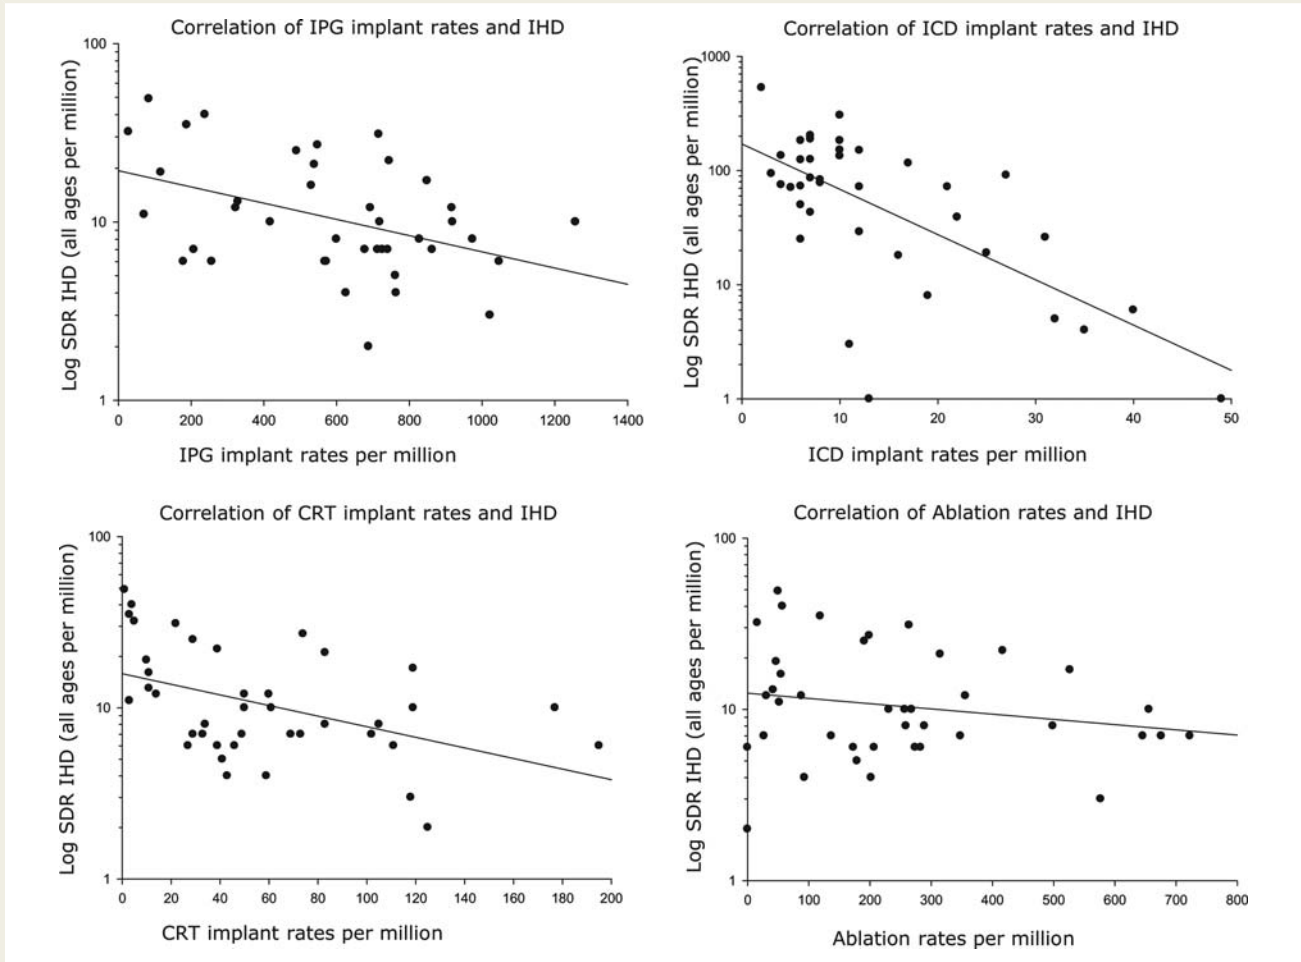 Correlation of IPG implant rates and IHD
Log SDR IHD (all ages per million)
100
10
1
0 200 400 600 800 1000 1200 1400
IPG implant rates per million
Correlation of ICD implant rates and IHD
Log SDR IHD (all ages per million)
1000
100
10
1
0 10 20 30 40 50
ICD implant rates per million
Correlation of CRT implant rates and IHD
Log SDR IHD (all ages per million)
100
10
1
0 20 40 60 80 100 120 140 160 180 200
CRT implant rates per million
Correlation of Ablation rates and IHD
Log SDR IHD (all ages per million)
100
10
1
0 100 200 300 400 500 600 700 800
Ablation rates per million